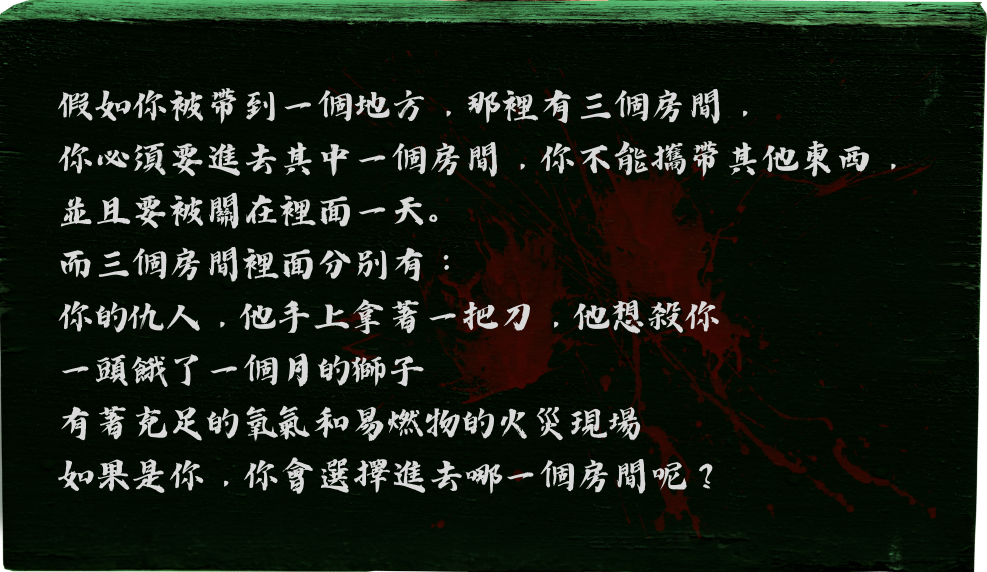 假如你被帶到一個地方，那裡有三個房間，
你必須要進去其中一個房間，你不能攜帶其他東西，
並且要被關在裡面一天。
而三個房間裡面分別有：
你的仇人，他手上拿著一把刀，他想殺你
一頭餓了一個月的獅子
有著充足的氧氣和易燃物的火災現場
如果是你，你會選擇進去哪一個房間呢？